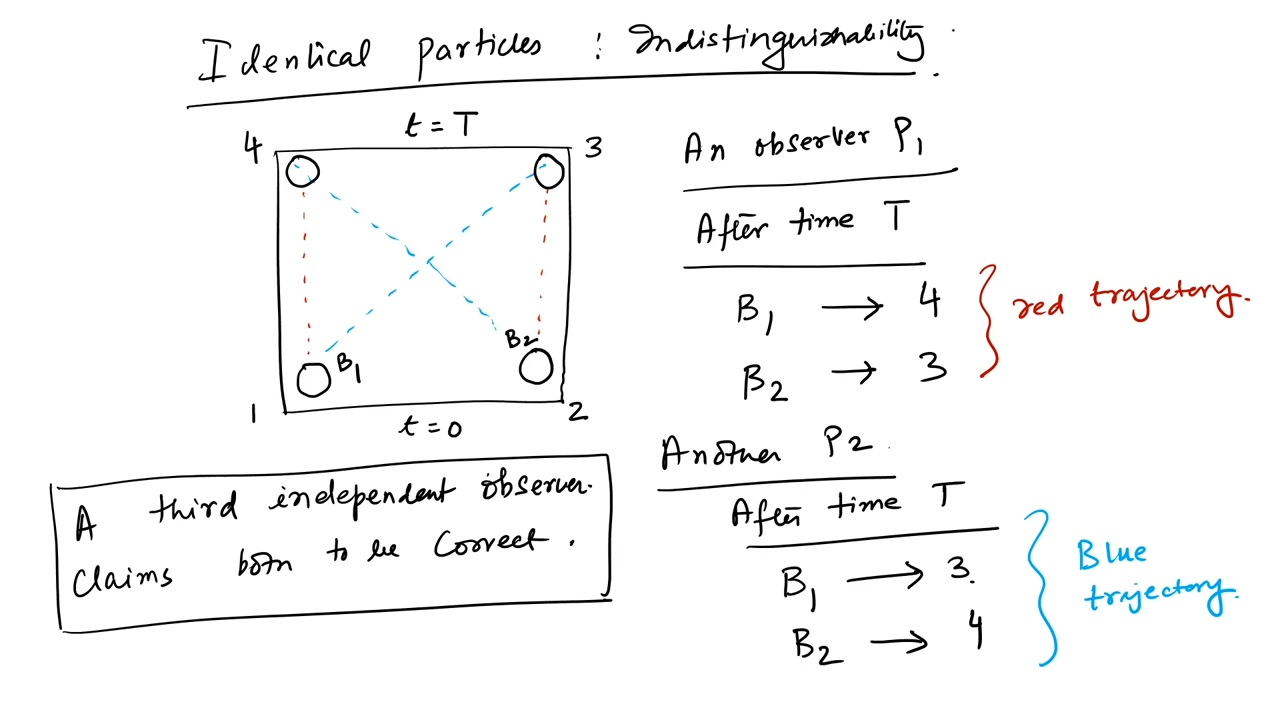 Identical particles : Indistinguishability.
t = T
4
3
B1
B2
1
2
t = 0
A third independent observer.
Claims both to be Correct.
An observer P1
After time T
B1 → 4
B2 → 3
red trajectory.
Another P2
After time T
B1 → 3.
B2 → 4
Blue
trajectory.